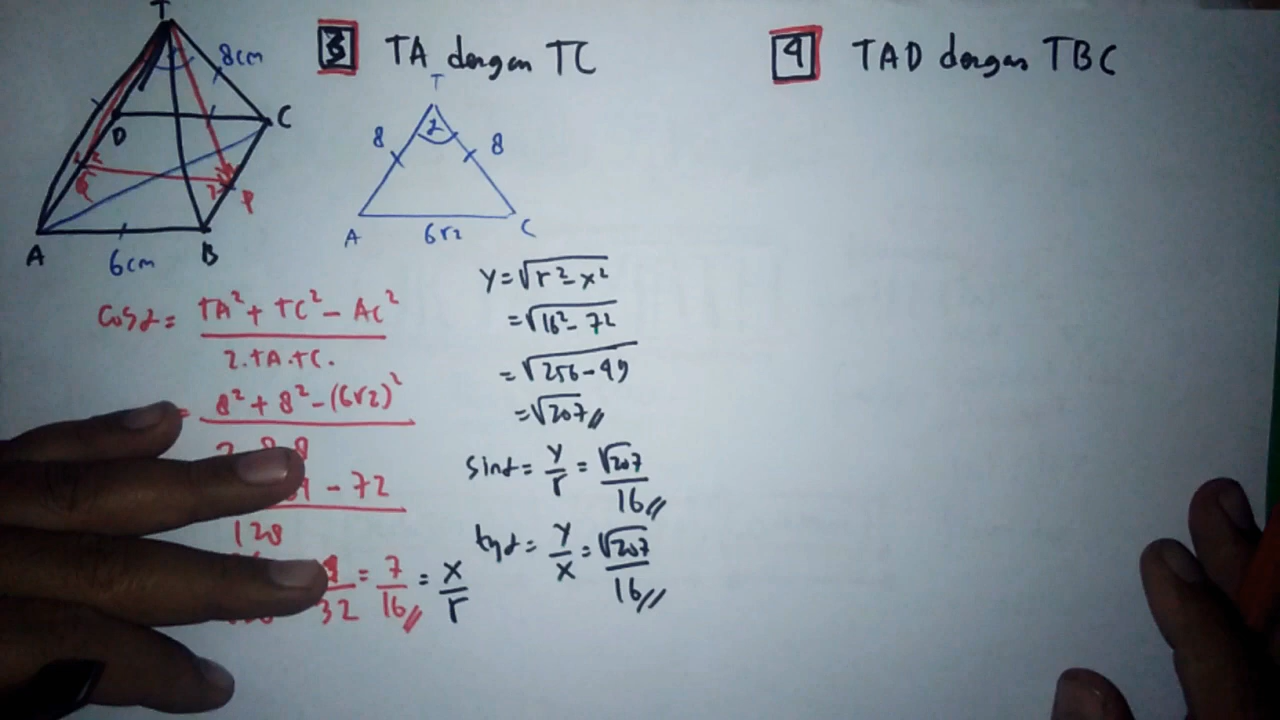 T
8cm
D
C
Q
P
A
B
6cm
3 TA dengan TC
T
8
α
8
A
6√2
C
Cos α = TA² + TC² - AC²
2.TA.TC.
= 8² + 8² - (6√2)²
- 72
128
32 = 7/16 = x/r
y = √r² - x²
= √16² - 72
= √256 - 49
= √207
Sin α = y/r = √207/16
tg α = y/x = √207/16
4 TAD dengan TBC